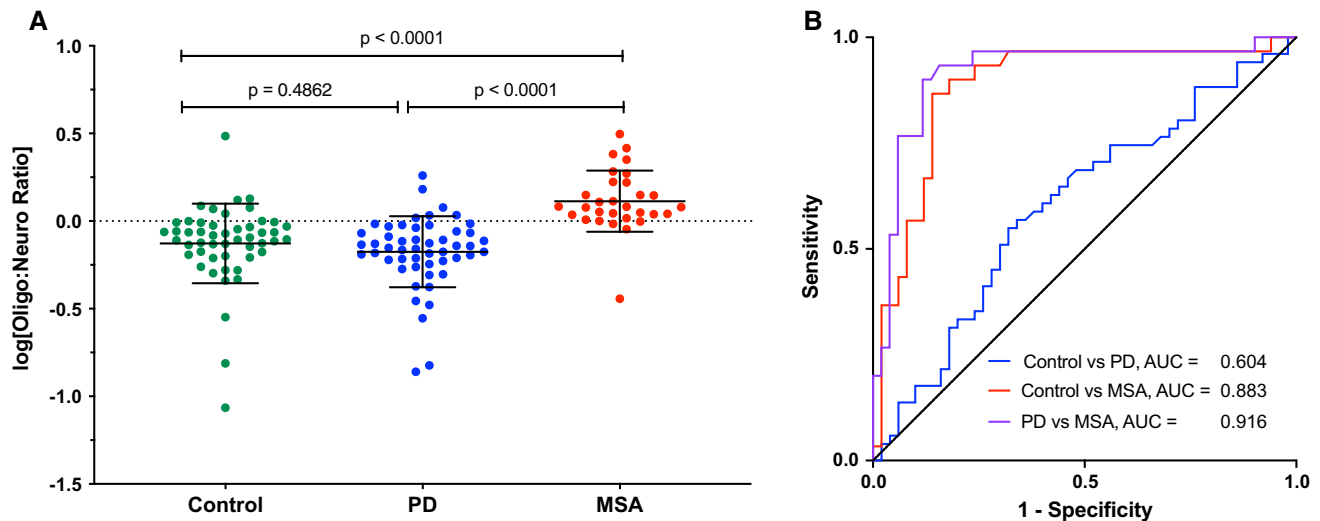 A
p < 0.0001
p = 0.4862
p < 0.0001
log[Oligo:Neuro Ratio]
1.0
0.5
0.0
-0.5
-1.0
-1.5
Control
PD
MSA
B
Sensitivity
1.0
0.5
0.0
Control vs PD, AUC = 0.604
Control vs MSA, AUC = 0.883
PD vs MSA, AUC = 0.916
0.0
0.5
1.0
1 - Specificity